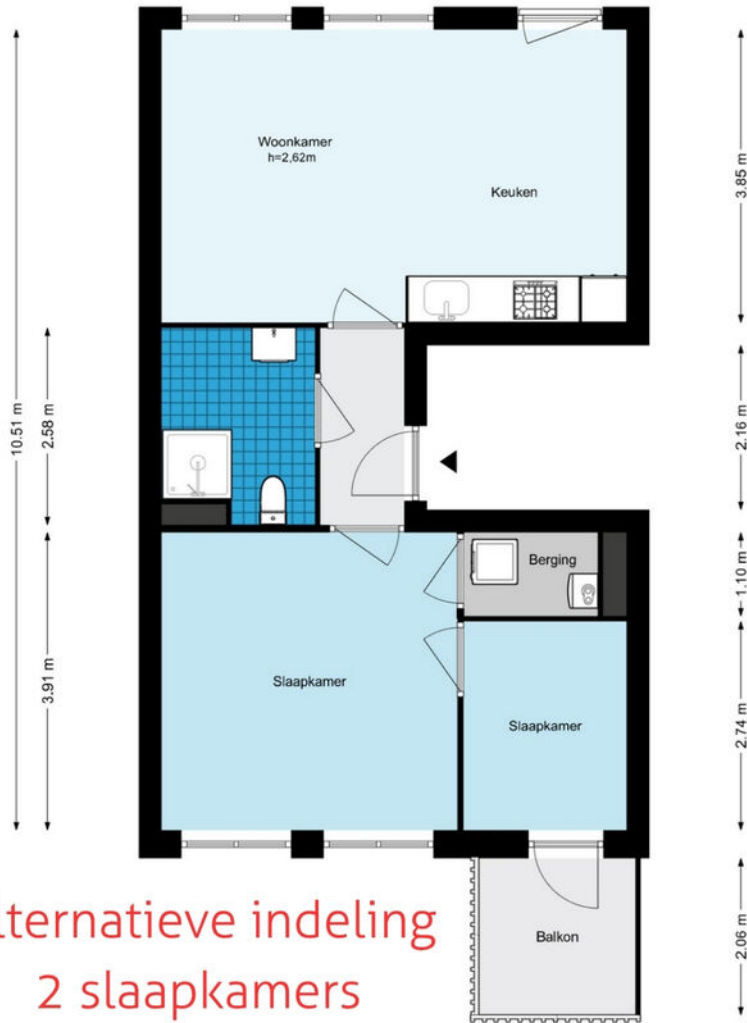 Woonkamer
h=2,62m
Keuken
3.85 m
10.51 m
2.58 m
2.16 m
Berging
1.10 m
3.91 m
Slaapkamer
Slaapkamer
2.74 m
lternatieve indeling
2 slaapkamers
Balkon
2.06 m